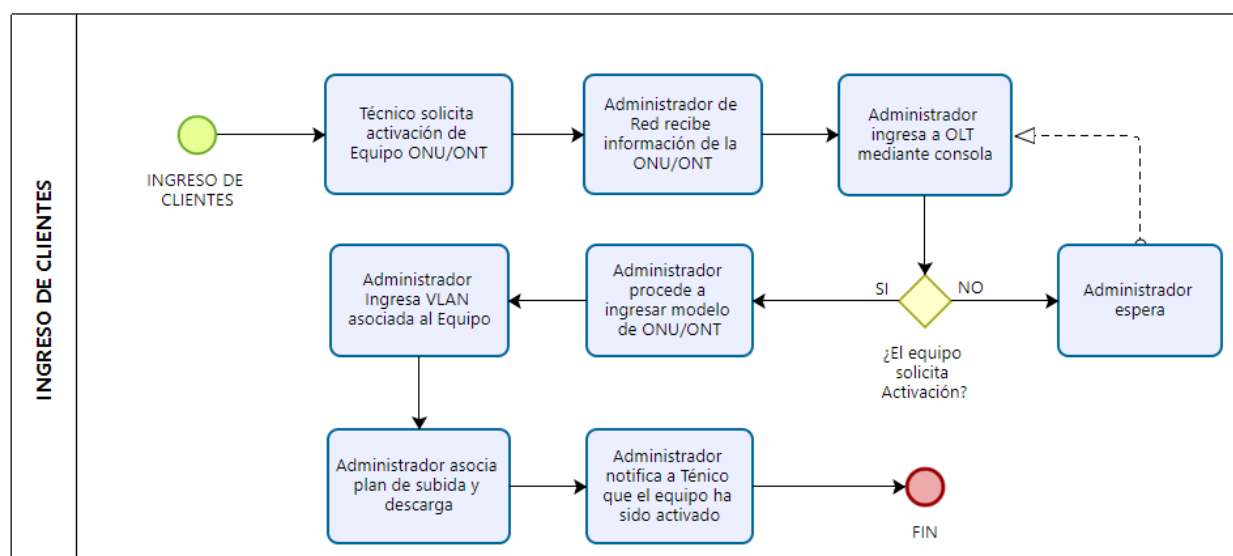 INGRESO DE CLIENTES
INGRESO DE
CLIENTES
Técnico solicita
activación de
Equipo ONU/ONT
Administrador de
Red recibe
información de la
ONU/ONT
Administrador
ingresa a OLT
mediante consola
¿El equipo
solicita
Activación?
NO
Administrador
espera
SI
Administrador
procede a
ingresar modelo
de ONU/ONT
Administrador
Ingresa VLAN
asociada al Equipo
Administrador asocia
plan de subida y
descarga
Administrador
notifica a Ténico
que el equipo ha
sido activado
FIN